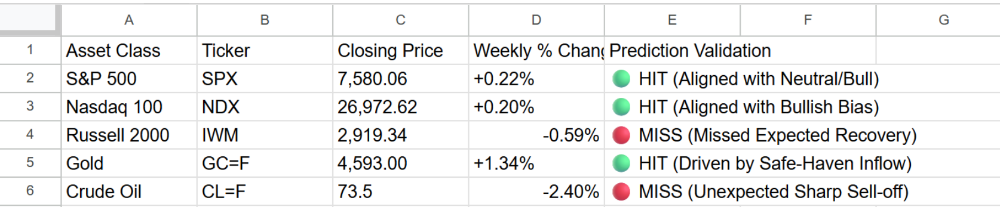 A B C D E F G
1 Asset Class Ticker Closing Price Weekly % Chang Prediction Validation
2 S&P 500 SPX 7,580.06 +0.22% HIT (Aligned with Neutral/Bull)
3 Nasdaq 100 NDX 26,972.62 +0.20% HIT (Aligned with Bullish Bias)
4 Russell 2000 IWM 2,919.34 -0.59% MISS (Missed Expected Recovery)
5 Gold GC=F 4,593.00 +1.34% HIT (Driven by Safe-Haven Inflow)
6 Crude Oil CL=F 73.5 -2.40% MISS (Unexpected Sharp Sell-off)